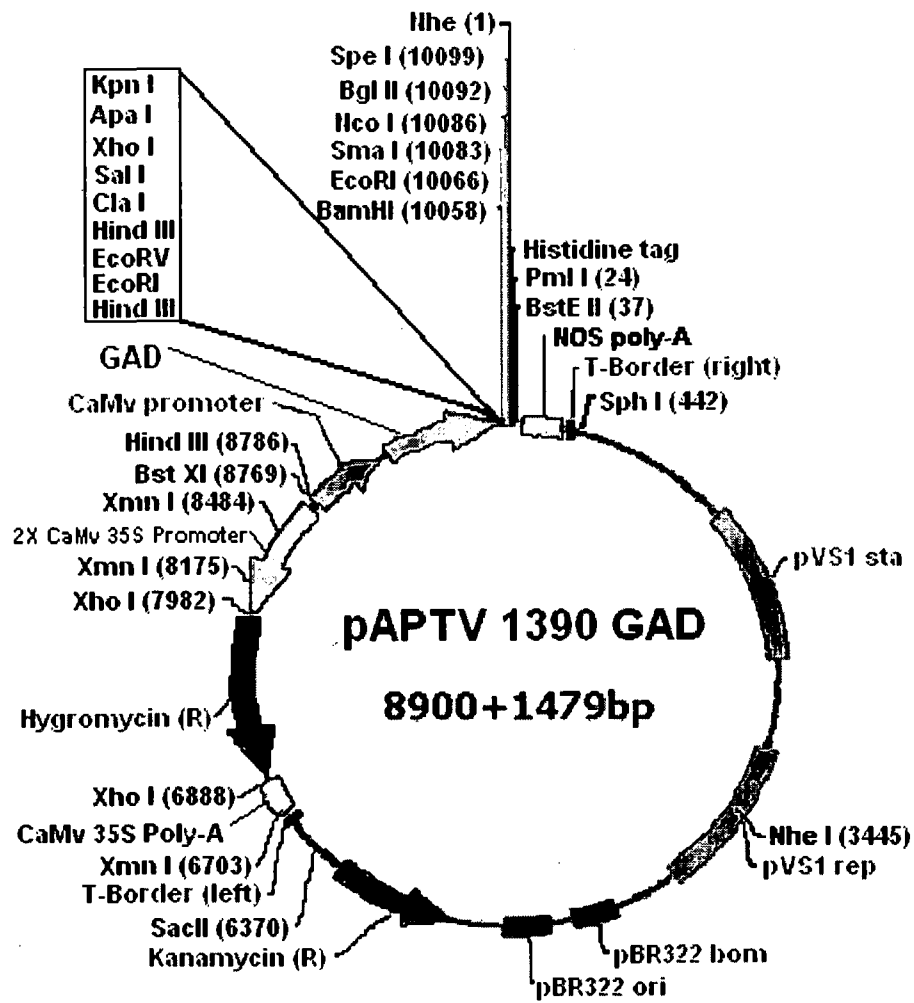 Nhe (1)
Spe I (10099)
Bgl II (10092)
Nco I (10086)
Sma I (10083)
EcoRI (10066)
BamHI (10058)
Kpn I
Apa I
Xho I
Sal I
Cla I
Hind III
EcoRV
EcoRI
Hind III
Histidine tag
Pml I (24)
BstE II (37)
NOS poly-A
T-Border (right)
Sph I (442)
GAD
CaMv promoter
Hind III (8786)
Bst XI (8769)
Xmn I (8484)
2X CaMv 35S Promoter
Xmn I (8175)
Xho I (7982)
pVS1 sta
pAPTV 1390 GAD
8900+1479bp
Hygromycin (R)
Xho I (6888)
CaMv 35S Poly-A
Xmn I (6703)
T-Border (left)
SacII (6370)
Kanamycin (R)
Nhe I (3445)
pVS1 rep
pBR322 bom
pBR322 ori